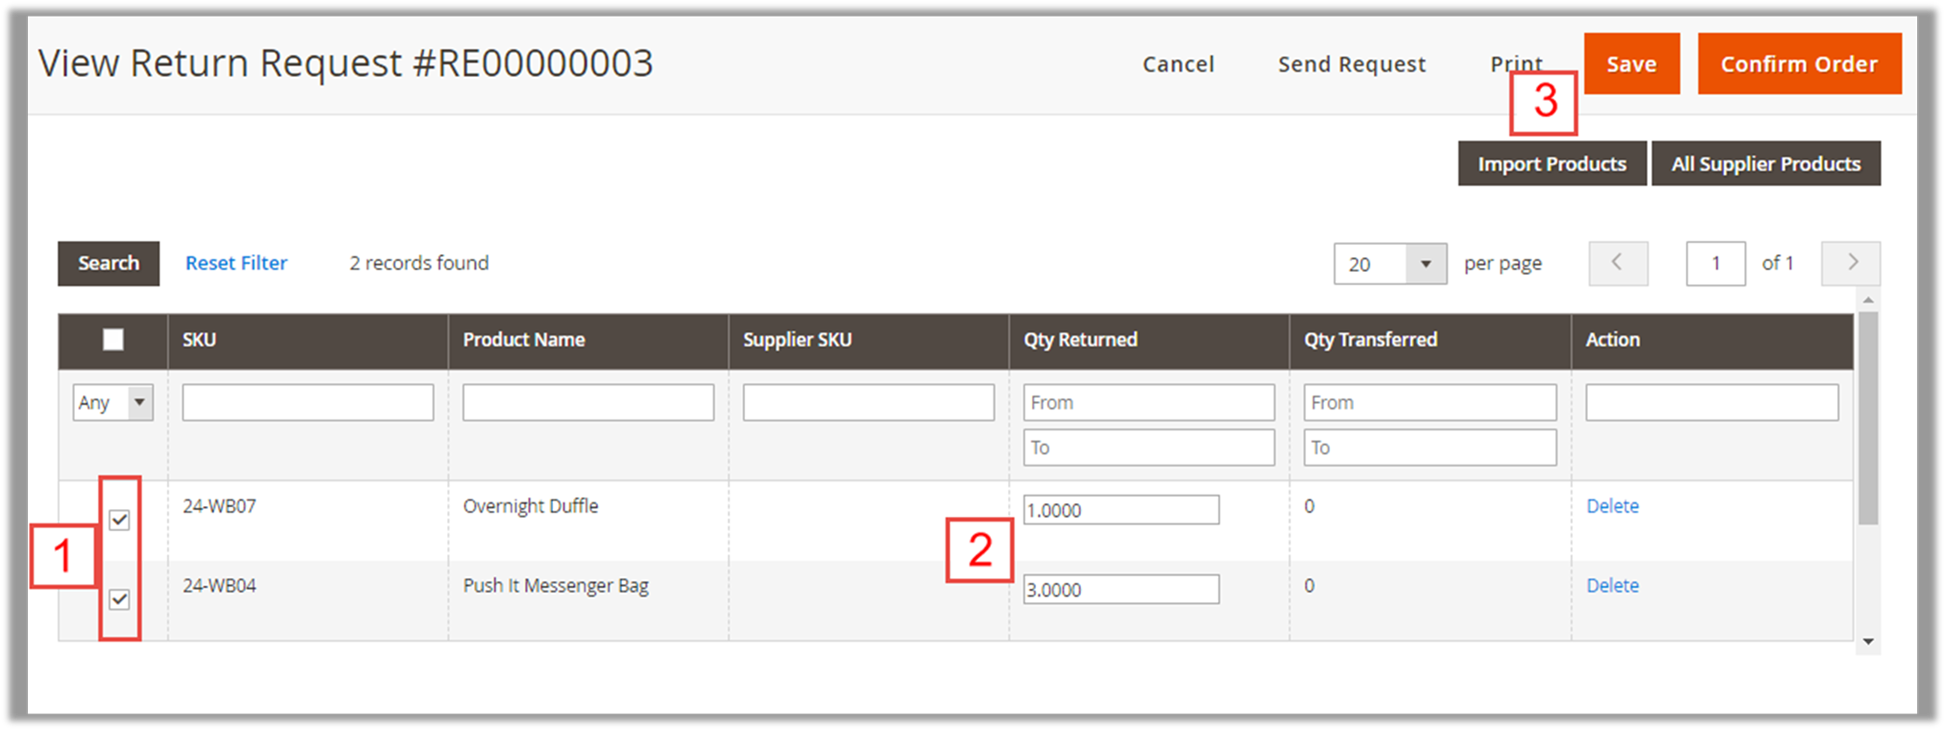 View Return Request #RE00000003
Cancel Send Request Print Save Confirm Order
3
Import Products All Supplier Products
Search Reset Filter 2 records found 20 per page 1 of 1
SKU Product Name Supplier SKU Qty Returned Qty Transferred Action
Any From From
To To
24-WB07 Overnight Duffle 1.0000 0 Delete
1 2
24-WB04 Push It Messenger Bag 3.0000 0 Delete